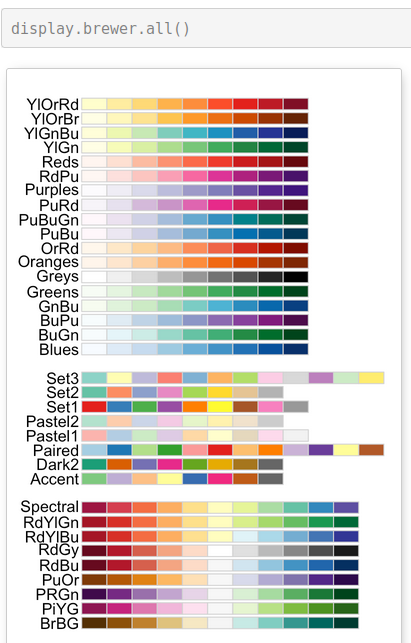 display.brewer.all()
YlOrRd
YlOrBr
YlGnBu
YlGn
Reds
RdPu
Purples
PuRd
PuBuGn
PuBu
OrRd
Oranges
Greys
Greens
GnBu
BuPu
BuGn
Blues
Set3
Set2
Set1
Pastel2
Pastel1
Paired
Dark2
Accent
Spectral
RdYlGn
RdYlBu
RdGy
RdBu
PuOr
PRGn
PiYG
BrBG